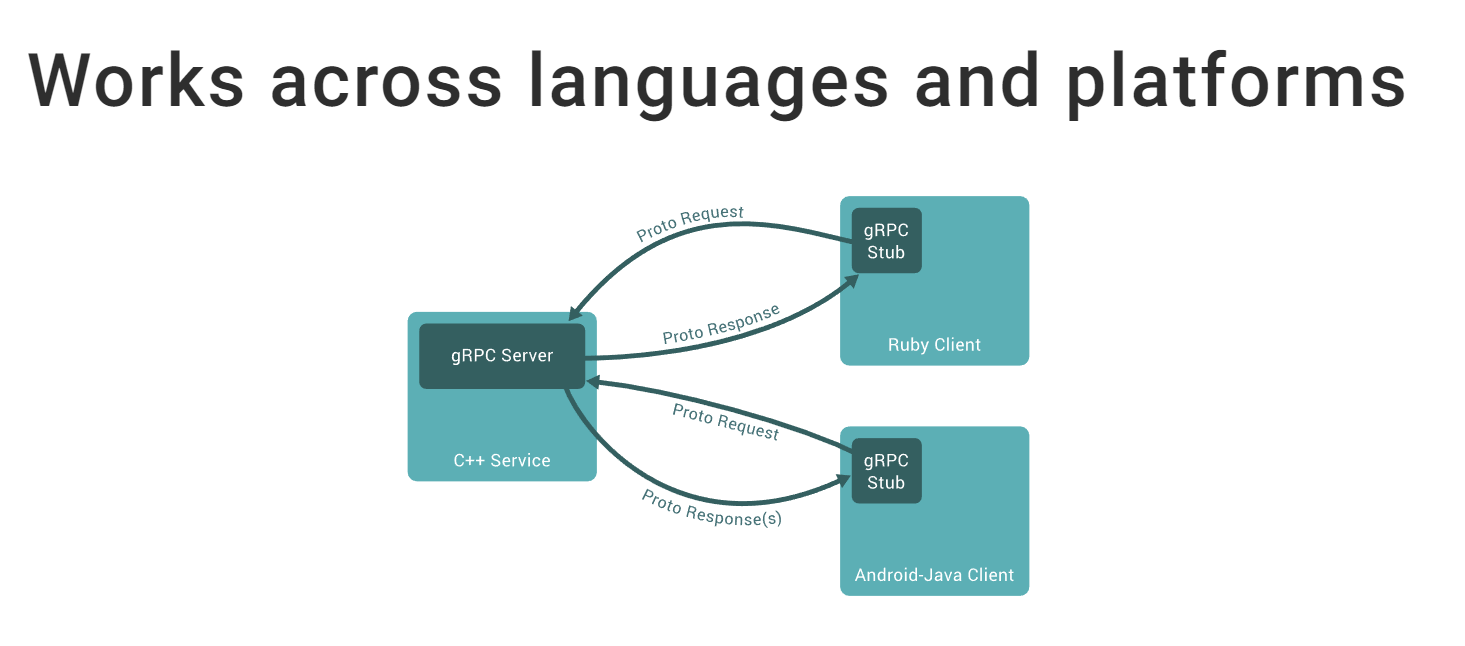 Works across languages and platforms
Proto Request
gRPC
Stub
Proto Response
Ruby Client
gRPC Server
C++ Service
Proto Request
gRPC
Stub
Proto Response(s)
Android-Java Client